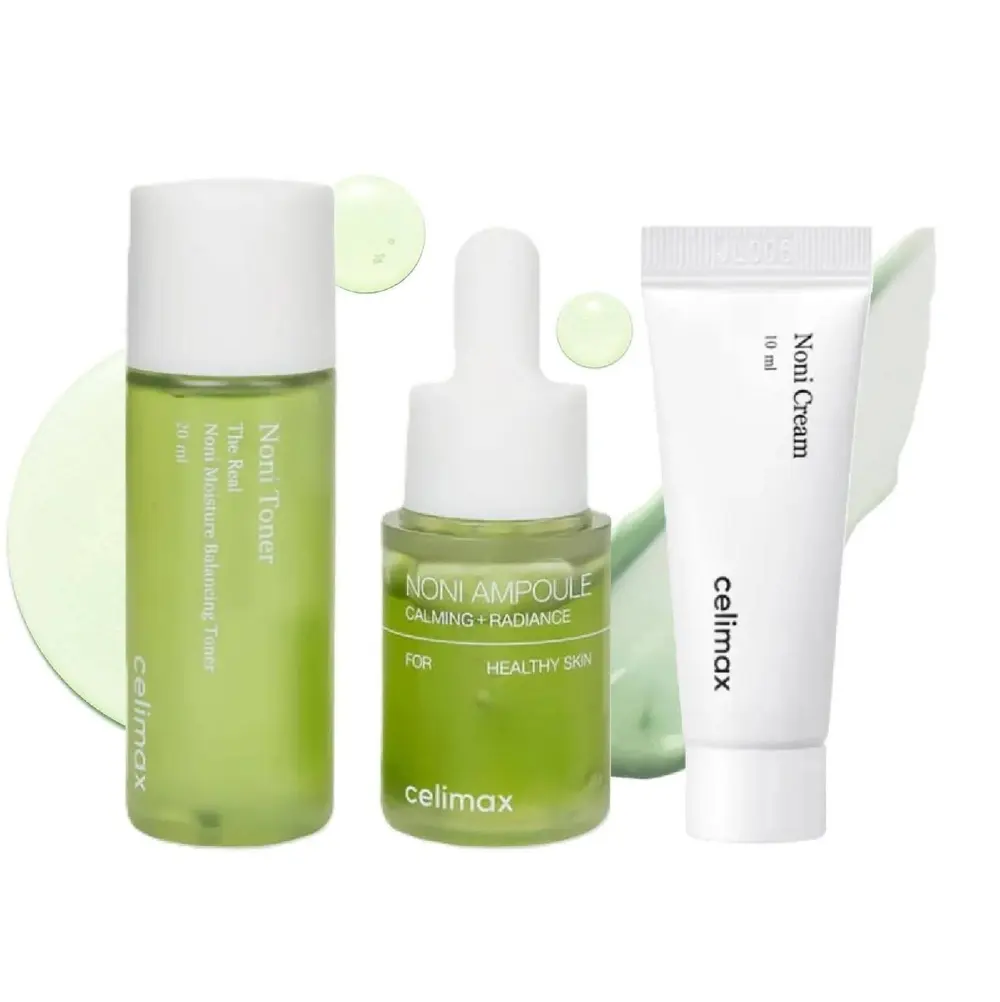 Noni Toner
The Real
Noni Moisture Balancing Toner
20 ml
celimax
NONI AMPOULE
CALMING + RADIANCE
FOR HEALTHY SKIN
celimax
Noni Cream
10 ml
celimax